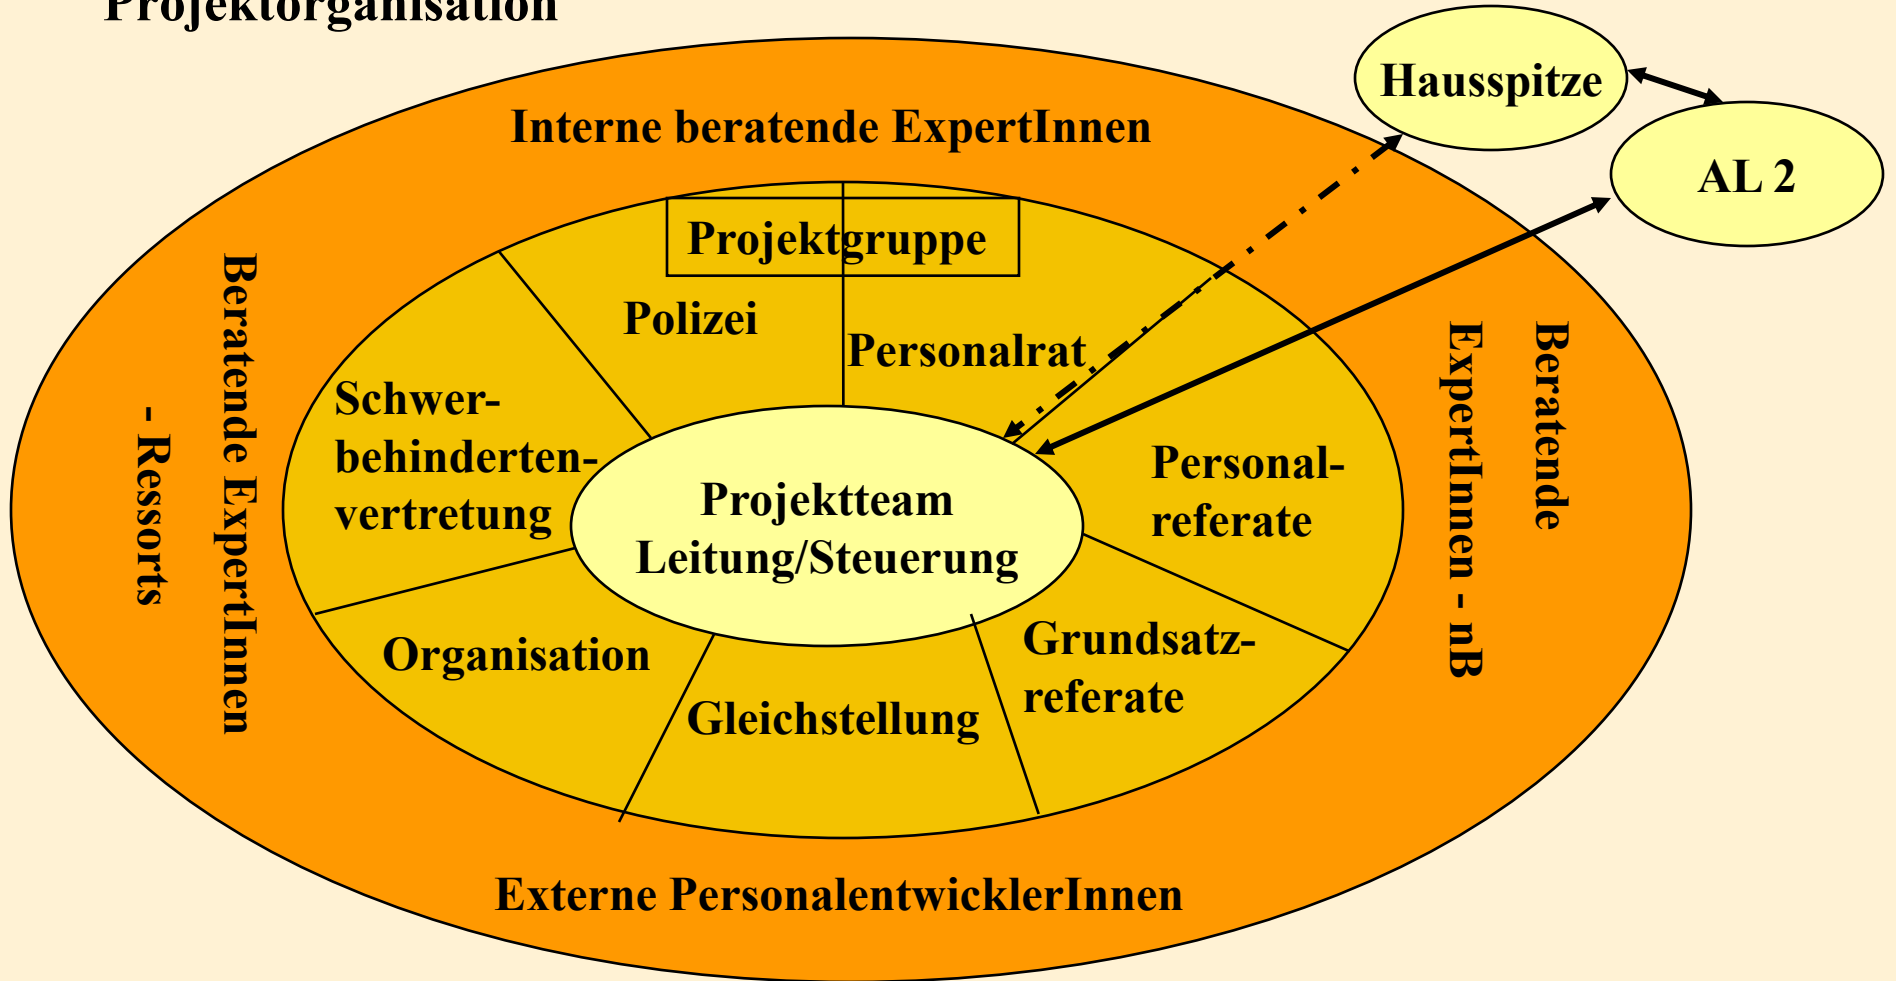 Projektorganisation
Hausspitze
AL 2
Interne beratende ExpertInnen
Projektgruppe
Polizei
Personalrat
Schwer-
behinderten-
vertretung
Personal-
referate
Projektteam
Leitung/Steuerung
Organisation
Gleichstellung
Grundsatz-
referate
Beratende ExpertInnen
- Ressorts
Beratende
ExpertInnen - nB
Externe PersonalentwicklerInnen